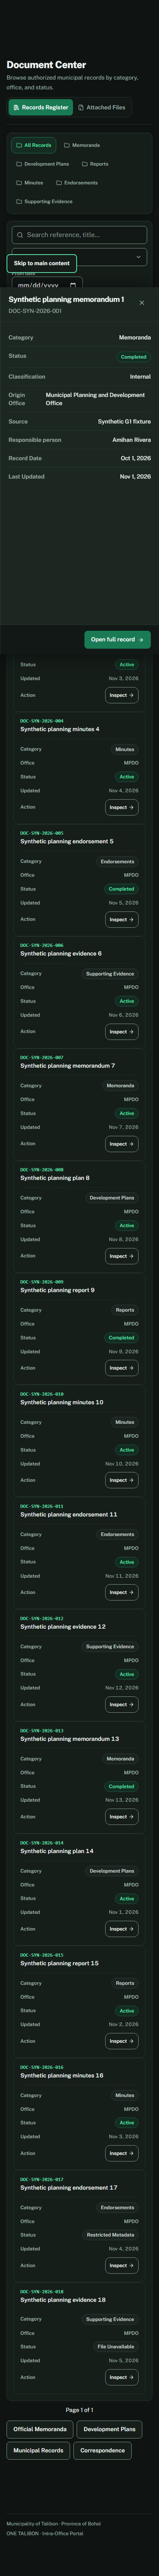 Document Center
Browse authorized municipal records by category,
office, and status.
Records Register
Attached Files
All Records
Memoranda
Development Plans
Reports
Minutes
Endorsements
Supporting Evidence
Search reference, title...
Skip to main content
mm/dd/yyyy
Synthetic planning memorandum 1
DOC-SYN-2026-001
Category
Memoranda
Status
Completed
Classification
Internal
Origin Office
Municipal Planning and Development Office
Source
Synthetic G1 fixture
Responsible person
Amihan Rivera
Record Date
Oct 1, 2026
Last Updated
Nov 1, 2026
Open full record →
Status
Active
Updated
Nov 3, 2026
Action
Inspect →
DOC-SYN-2026-004
Synthetic planning minutes 4
Category
Minutes
Office
MPDO
Status
Active
Updated
Nov 4, 2026
Action
Inspect →
DOC-SYN-2026-005
Synthetic planning endorsement 5
Category
Endorsements
Office
MPDO
Status
Completed
Updated
Nov 5, 2026
Action
Inspect →
DOC-SYN-2026-006
Synthetic planning evidence 6
Category
Supporting Evidence
Office
MPDO
Status
Active
Updated
Nov 6, 2026
Action
Inspect →
DOC-SYN-2026-007
Synthetic planning memorandum 7
Category
Memoranda
Office
MPDO
Status
Active
Updated
Nov 7, 2026
Action
Inspect →
DOC-SYN-2026-008
Synthetic planning plan 8
Category
Development Plans
Office
MPDO
Status
Active
Updated
Nov 8, 2026
Action
Inspect →
DOC-SYN-2026-009
Synthetic planning report 9
Category
Reports
Office
MPDO
Status
Completed
Updated
Nov 9, 2026
Action
Inspect →
DOC-SYN-2026-010
Synthetic planning minutes 10
Category
Minutes
Office
MPDO
Status
Active
Updated
Nov 10, 2026
Action
Inspect →
DOC-SYN-2026-011
Synthetic planning endorsement 11
Category
Endorsements
Office
MPDO
Status
Active
Updated
Nov 11, 2026
Action
Inspect →
DOC-SYN-2026-012
Synthetic planning evidence 12
Category
Supporting Evidence
Office
MPDO
Status
Active
Updated
Nov 12, 2026
Action
Inspect →
DOC-SYN-2026-013
Synthetic planning memorandum 13
Category
Memoranda
Office
MPDO
Status
Completed
Updated
Nov 13, 2026
Action
Inspect →
DOC-SYN-2026-014
Synthetic planning plan 14
Category
Development Plans
Office
MPDO
Status
Active
Updated
Nov 1, 2026
Action
Inspect →
DOC-SYN-2026-015
Synthetic planning report 15
Category
Reports
Office
MPDO
Status
Active
Updated
Nov 2, 2026
Action
Inspect →
DOC-SYN-2026-016
Synthetic planning minutes 16
Category
Minutes
Office
MPDO
Status
Active
Updated
Nov 3, 2026
Action
Inspect →
DOC-SYN-2026-017
Synthetic planning endorsement 17
Category
Endorsements
Office
MPDO
Status
Restricted Metadata
Updated
Nov 4, 2026
Action
Inspect →
DOC-SYN-2026-018
Synthetic planning evidence 18
Category
Supporting Evidence
Office
MPDO
Status
File Unavailable
Updated
Nov 5, 2026
Action
Inspect →
Page 1 of 1
Official Memoranda
Development Plans
Municipal Records
Correspondence
Municipality of Talibon · Province of Bohol
ONE TALIBON · Intra-Office Portal